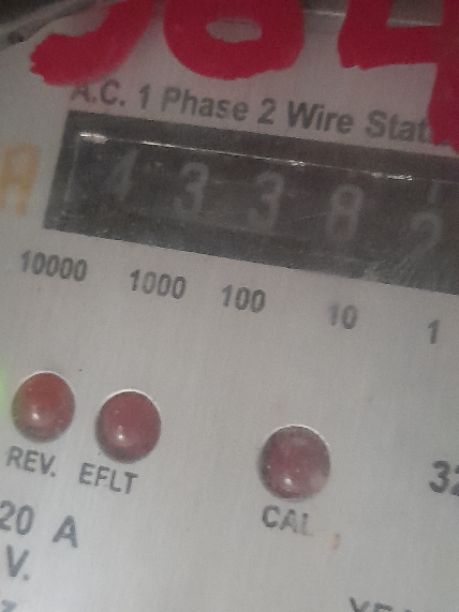 A.C. 1 Phase 2 Wire Stat
4 3 3 8 2
10000 1000 100 10 1
REV. EFLT
CAL
32
20 A
V.